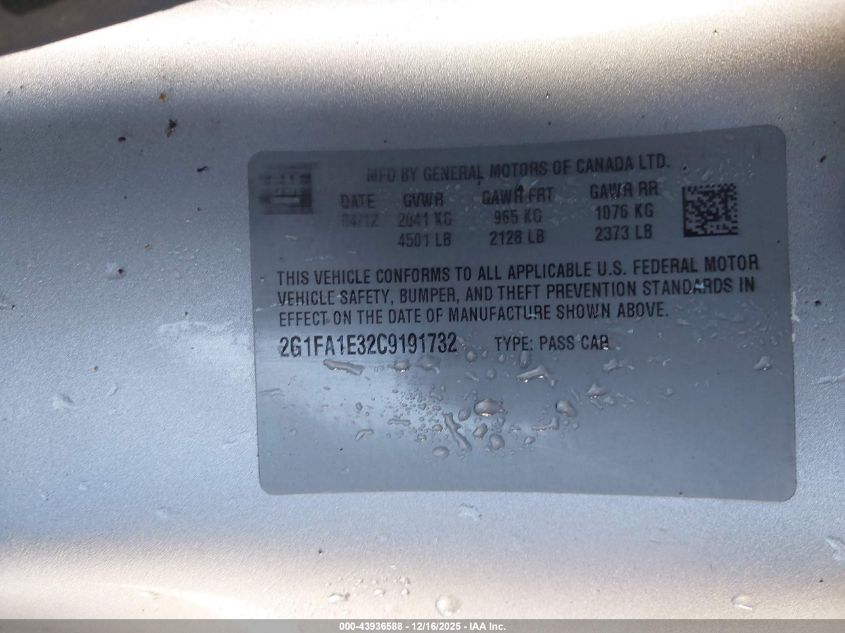 MFD BY GENERAL MOTORS OF CANADA LTD.
DATE GVWR GAWR FRT GAWR RR
04/12 2041 KG 965 KG 1076 KG
4501 LB 2128 LB 2373 LB
THIS VEHICLE CONFORMS TO ALL APPLICABLE U.S. FEDERAL MOTOR
VEHICLE SAFETY, BUMPER, AND THEFT PREVENTION STANDARDS IN
EFFECT ON THE DATE OF MANUFACTURE SHOWN ABOVE.
2G1FA1E32C9191732 TYPE: PASS CAR
000-43936588 - 12/16/2025 - IAA Inc.